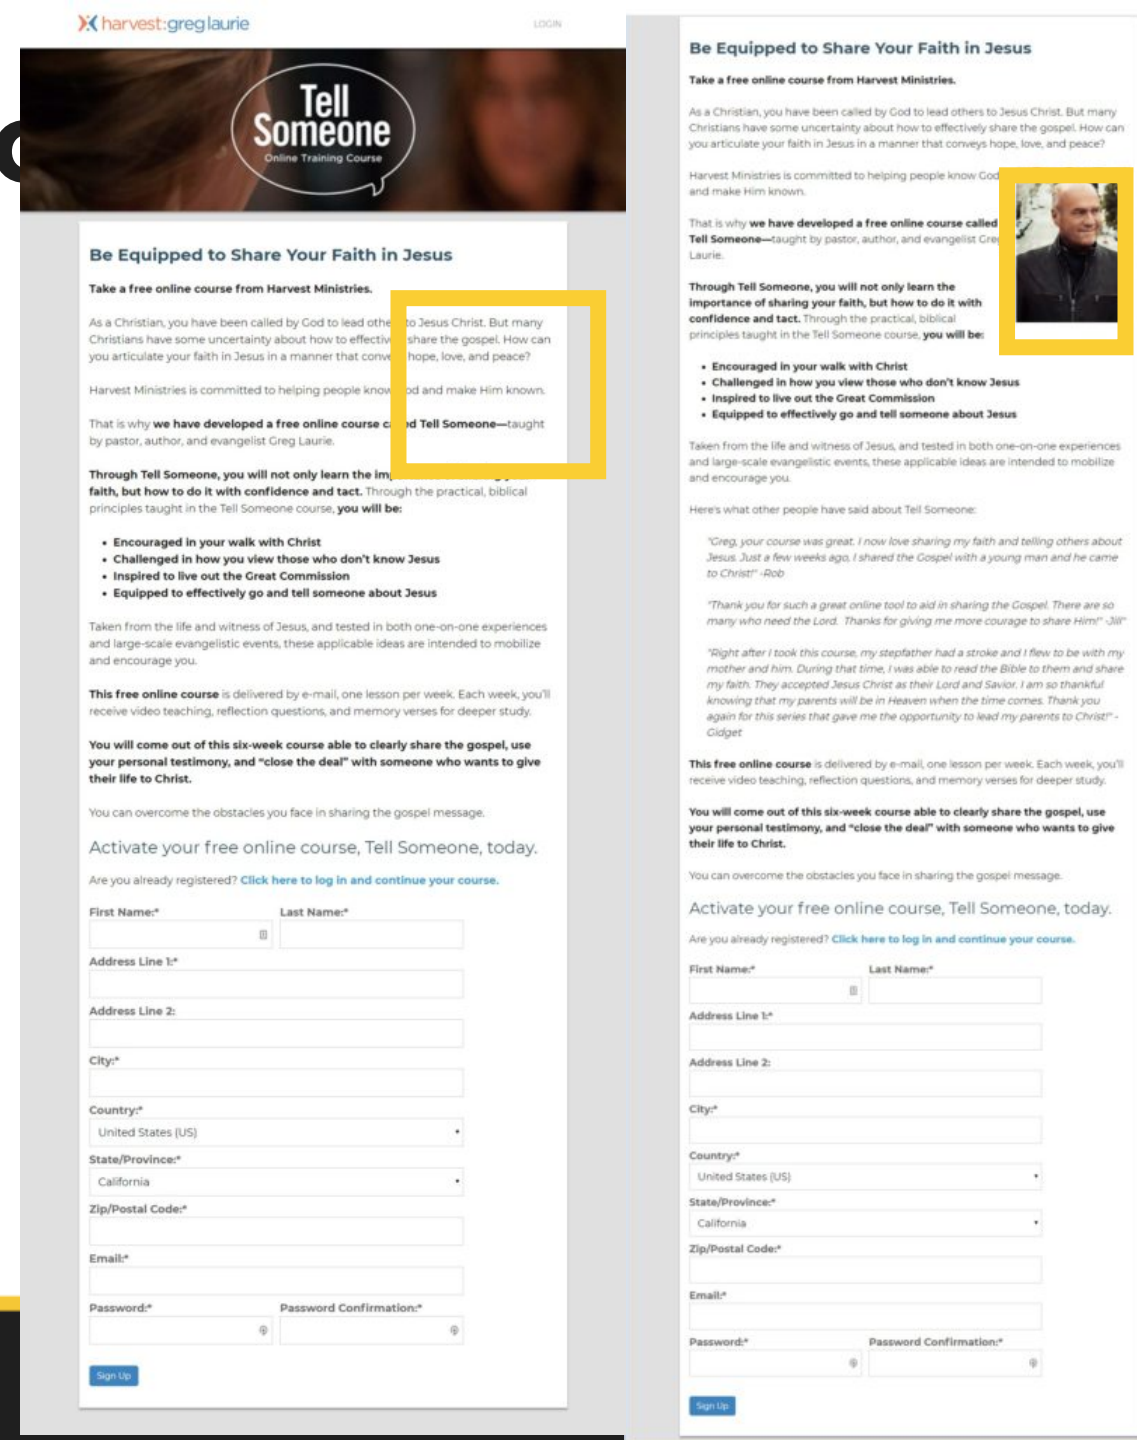 harvest:greg laurie
LOGIN
Tell
Someone
Online Training Course
Be Equipped to Share Your Faith in Jesus
Take a free online course from Harvest Ministries.
As a Christian, you have been called by God to lead othe to Jesus Christ. But many
Christians have some uncertainty about how to effectiv share the gospel. How can
you articulate your faith in Jesus in a manner that conve hope, love, and peace?
Harvest Ministries is committed to helping people know od and make Him known.
That is why we have developed a free online course c d Tell Someone—taught
by pastor, author, and evangelist Greg Laurie.
Through Tell Someone, you will not only learn the im
faith, but how to do it with confidence and tact. Through the practical, biblical
principles taught in the Tell Someone course, you will be:
• Encouraged in your walk with Christ
• Challenged in how you view those who don't know Jesus
• Inspired to live out the Great Commission
• Equipped to effectively go and tell someone about Jesus
Taken from the life and witness of Jesus, and tested in both one-on-one experiences
and large-scale evangelistic events, these applicable ideas are intended to mobilize
and encourage you.
This free online course is delivered by e-mail, one lesson per week. Each week, you'll
receive video teaching, reflection questions, and memory verses for deeper study.
You will come out of this six-week course able to clearly share the gospel, use
your personal testimony, and "close the deal" with someone who wants to give
their life to Christ.
You can overcome the obstacles you face in sharing the gospel message.
Activate your free online course, Tell Someone, today.
Are you already registered? Click here to log in and continue your course.
First Name:* Last Name:*
Address Line 1:*
Address Line 2:
City:*
Country:*
United States (US)
State/Province:*
California
Zip/Postal Code:*
Email:*
Password:* Password Confirmation:*
Sign Up
Be Equipped to Share Your Faith in Jesus
Take a free online course from Harvest Ministries.
As a Christian, you have been called by God to lead others to Jesus Christ. But many
Christians have some uncertainty about how to effectively share the gospel. How can
you articulate your faith in Jesus in a manner that conveys hope, love, and peace?
Harvest Ministries is committed to helping people know God
and make Him known.
That is why we have developed a free online course called
Tell Someone—taught by pastor, author, and evangelist Gre
Laurie.
Through Tell Someone, you will not only learn the
importance of sharing your faith, but how to do it with
confidence and tact. Through the practical, biblical
principles taught in the Tell Someone course, you will be:
• Encouraged in your walk with Christ
• Challenged in how you view those who don't know Jesus
• Inspired to live out the Great Commission
• Equipped to effectively go and tell someone about Jesus
Taken from the life and witness of Jesus, and tested in both one-on-one experiences
and large-scale evangelistic events, these applicable ideas are intended to mobilize
and encourage you.
Here's what other people have said about Tell Someone:
"Greg, your course was great. I now love sharing my faith and telling others about
Jesus. Just a few weeks ago, I shared the Gospel with a young man and he came
to Christ!" -Rob
"Thank you for such a great online tool to aid in sharing the Gospel. There are so
many who need the Lord. Thanks for giving me more courage to share Him!" -Jill"
"Right after I took this course, my stepfather had a stroke and I flew to be with my
mother and him. During that time, I was able to read the Bible to them and share
my faith. They accepted Jesus Christ as their Lord and Savior. I am so thankful
knowing that my parents will be in Heaven when the time comes. Thank you
again for this series that gave me the opportunity to lead my parents to Christ!" -
Gidget
This free online course is delivered by e-mail, one lesson per week. Each week, you'll
receive video teaching, reflection questions, and memory verses for deeper study.
You will come out of this six-week course able to clearly share the gospel, use
your personal testimony, and "close the deal" with someone who wants to give
their life to Christ.
You can overcome the obstacles you face in sharing the gospel message.
Activate your free online course, Tell Someone, today.
Are you already registered? Click here to log in and continue your course.
First Name:* Last Name:*
Address Line 1:*
Address Line 2:
City:*
Country:*
United States (US)
State/Province:*
California
Zip/Postal Code:*
Email:*
Password:* Password Confirmation:*
Sign Up